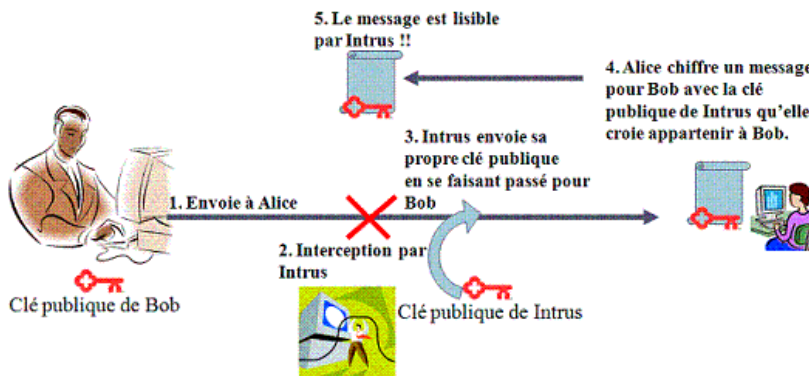 5. Le message est lisible
par Intrus !!
4. Alice chiffre un message
pour Bob avec la clé
publique de Intrus qu'elle
croie appartenir à Bob.
3. Intrus envoie sa
propre clé publique
en se faisant passé pour
Bob
1. Envoie à Alice
2. Interception par
Intrus
Clé publique de Bob
Clé publique de Intrus